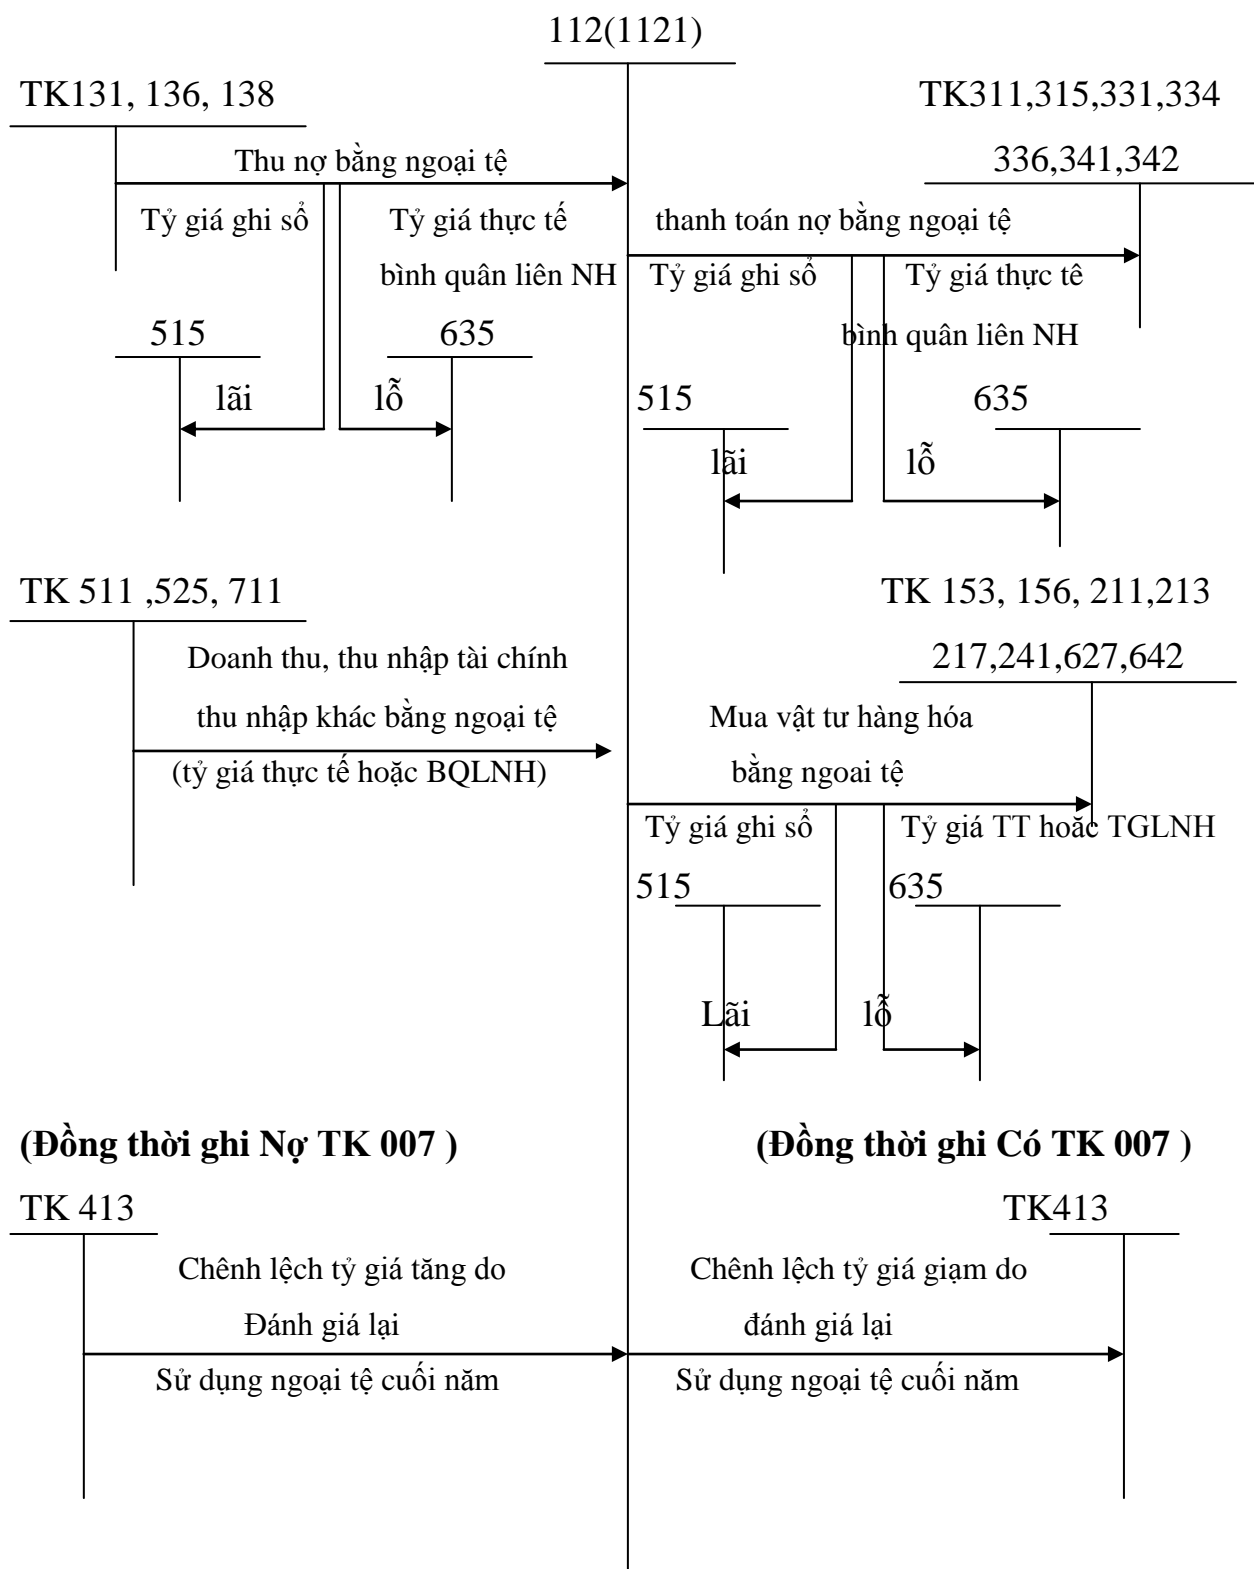 112(1121)
TK131, 136, 138
TK311,315,331,334
336,341,342
Thu nợ bằng ngoại tệ
Tỷ giá ghi sổ
Tỷ giá thực tế
bình quân liên NH
thanh toán nợ bằng ngoại tệ
Tỷ giá ghi sổ
Tỷ giá thực tê
bình quân liên NH
515
635
lãi
lỗ
515
635
lãi
lỗ
TK 511 ,525, 711
TK 153, 156, 211,213
217,241,627,642
Doanh thu, thu nhập tài chính
thu nhập khác bằng ngoại tệ
(tỷ giá thực tế hoặc BQLNH)
Mua vật tư hàng hóa
bằng ngoai tệ
Tỷ giá ghi sổ
Tỷ giá TT hoăc TGLNH
515
635
Lãi
lỗ
(Đồng thời ghi Nợ TK 007 )
(Đồng thời ghi Có TK 007 )
TK 413
TK413
Chênh lệch tỷ giá tăng do
Đánh giá lại
Sử dụng ngoại tệ cuối năm
Chênh lệch tỷ giá giạm do
đánh giá lại
Sử dụng ngoại tệ cuối năm